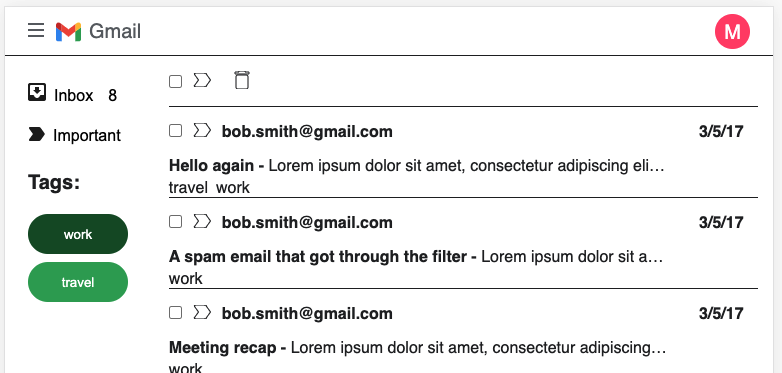 Gmail
M
Inbox 8
Important
Tags:
work
travel
bob.smith@gmail.com 3/5/17
Hello again - Lorem ipsum dolor sit amet, consectetur adipiscing eli...
travel work
bob.smith@gmail.com 3/5/17
A spam email that got through the filter - Lorem ipsum dolor sit a...
work
bob.smith@gmail.com 3/5/17
Meeting recap - Lorem ipsum dolor sit amet, consectetur adipiscing...
work